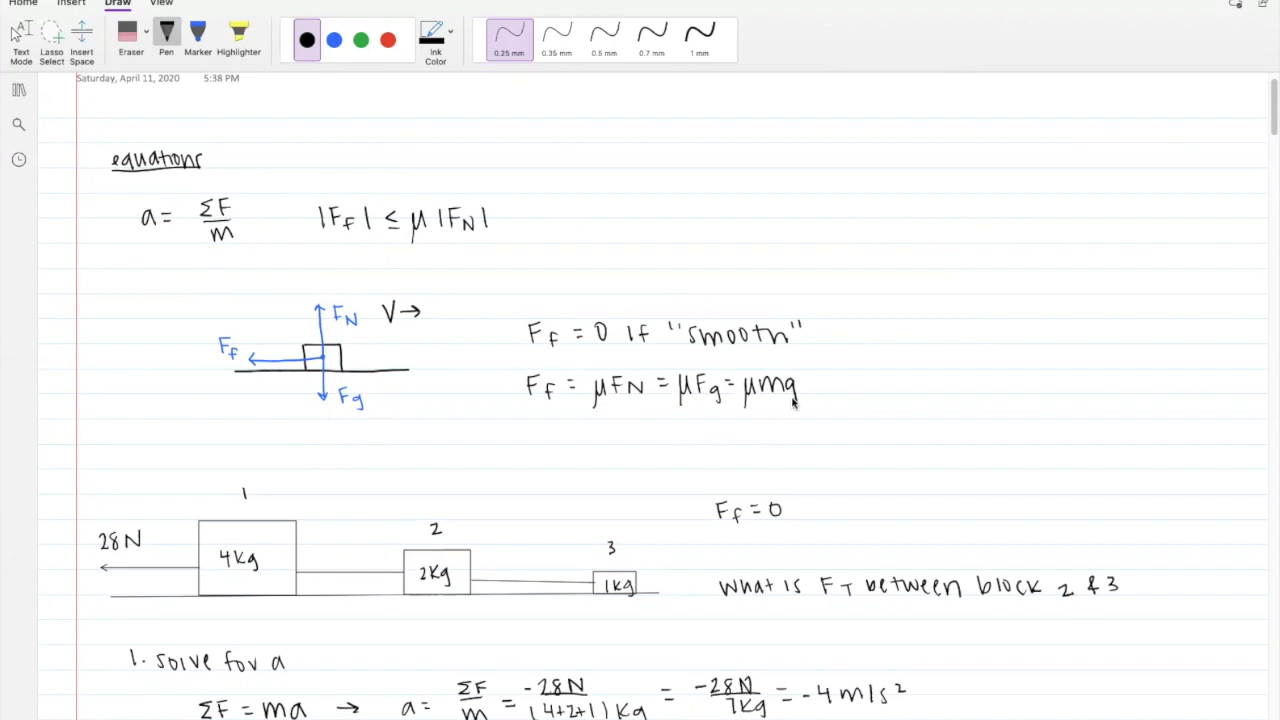 Home Insert Draw View
Text Mode Lasso Select Insert Space Eraser Pen Marker Highlighter Ink Color 0.25 mm 0.35 mm 0.5 mm 0.7 mm 1 mm
Saturday, April 11, 2020 5:38 PM
equations
a = ΣF/m |Ff| ≤ μ |FN|
FN V →
Ff
Fg
Ff = 0 if "smooth"
Ff = μFN = μFg = μmg
1
28N 4Kg
2
2Kg
3
1Kg
Ff = 0
What is FT between block 2 & 3
1. solve for a
ΣF = ma → a = ΣF/m = -28N/(4+2+1)Kg = -28N/7Kg = -4 m/s²